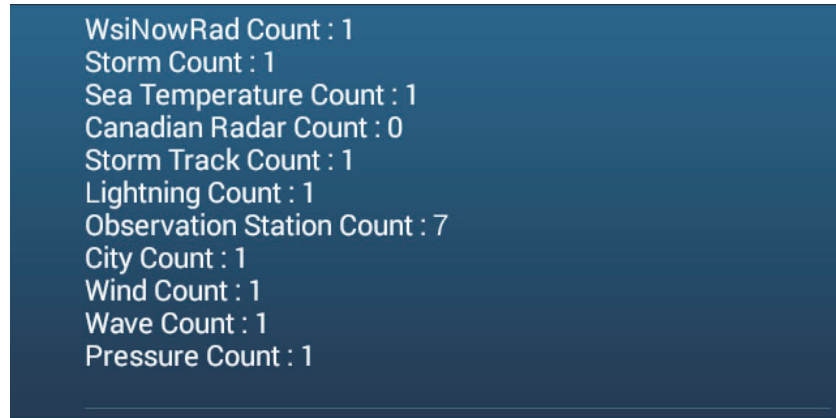 WsiNowRad Count : 1
Storm Count : 1
Sea Temperature Count : 1
Canadian Radar Count : 0
Storm Track Count : 1
Lightning Count : 1
Observation Station Count : 7
City Count : 1
Wind Count : 1
Wave Count : 1
Pressure Count : 1